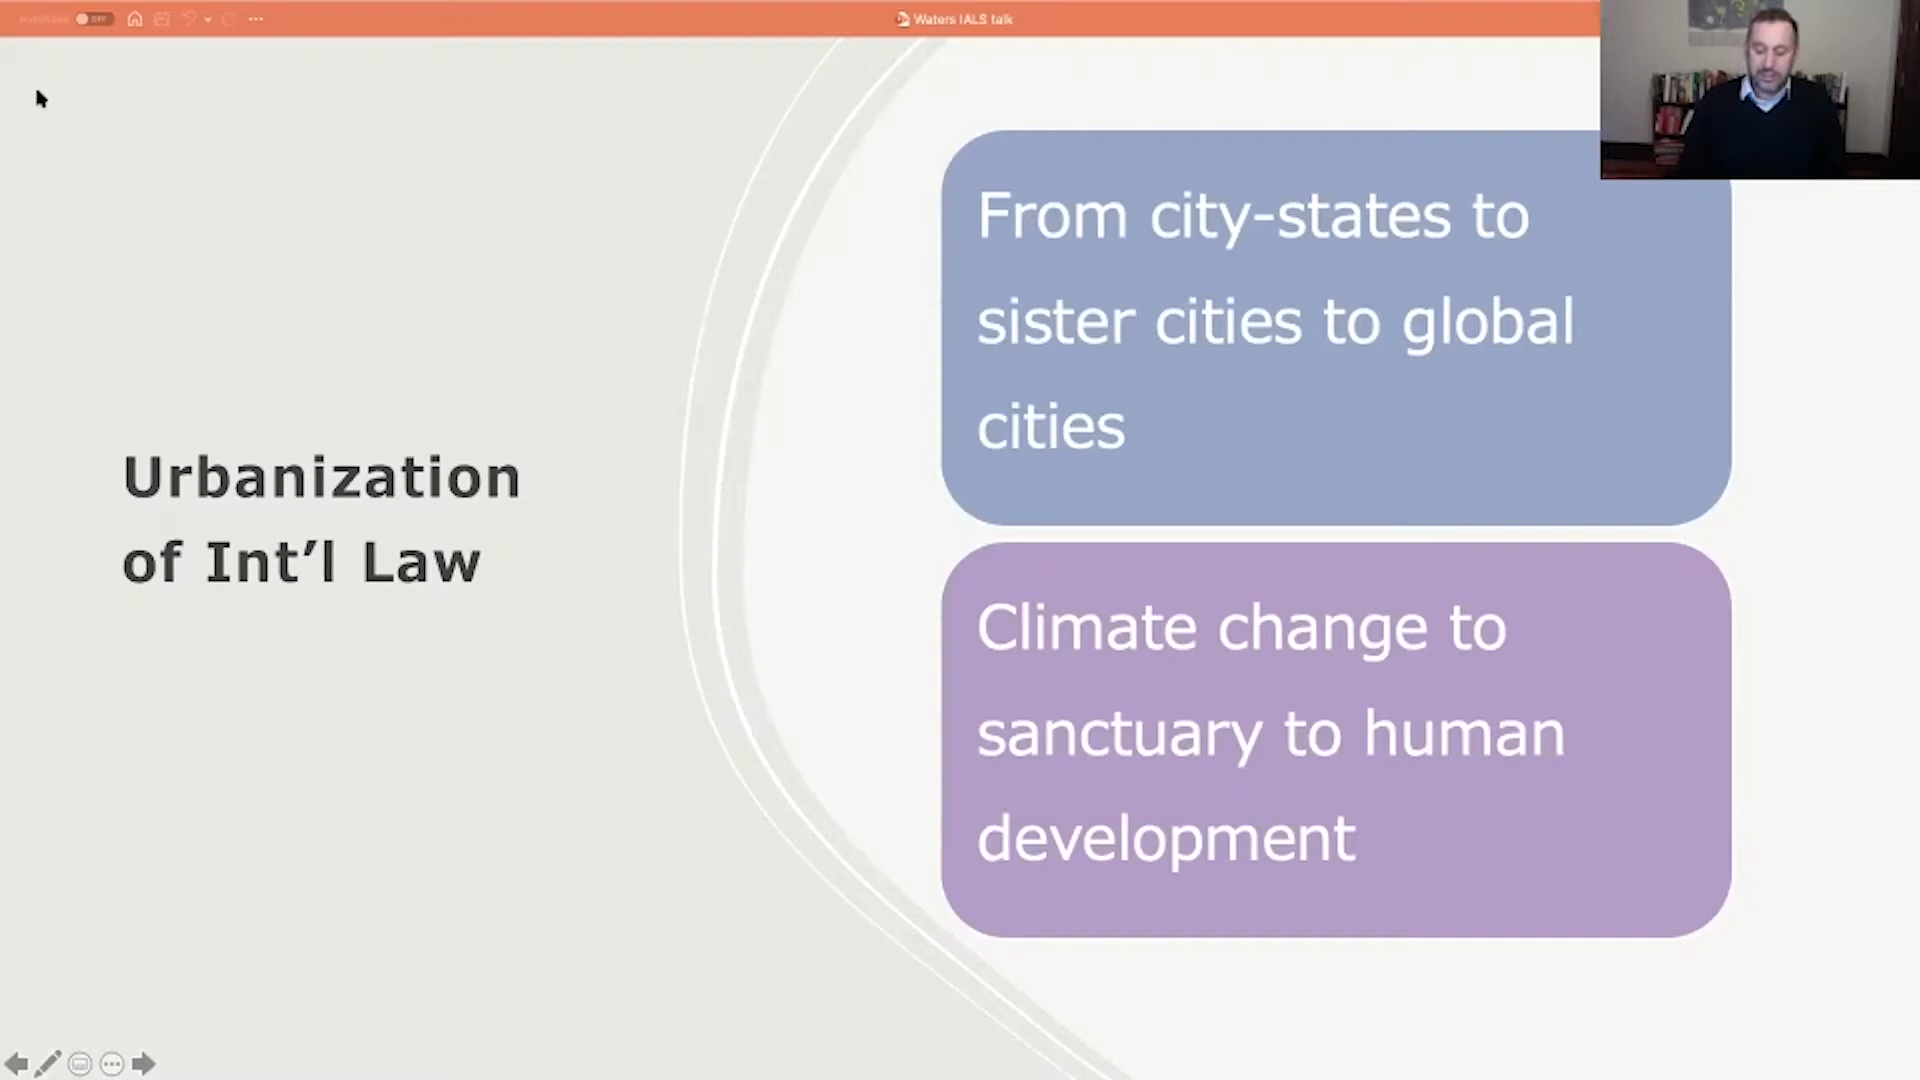 OFF
Waters IALS talk
Urbanization
of Int’l Law
From city-states to
sister cities to global
cities
Climate change to
sanctuary to human
development